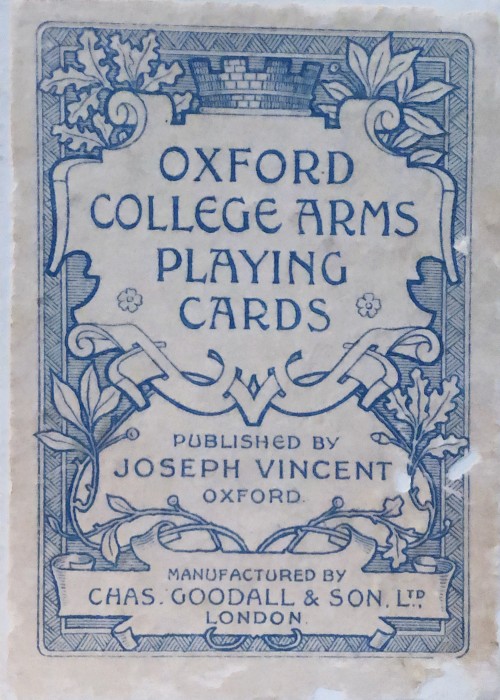 OXFORD
COLLEGE ARMS
PLAYING
CARDS
PUBLISHED BY
JOSEPH VINCENT
OXFORD.
MANUFACTURED BY
CHAS. GOODALL & SON, LTD.,
LONDON.